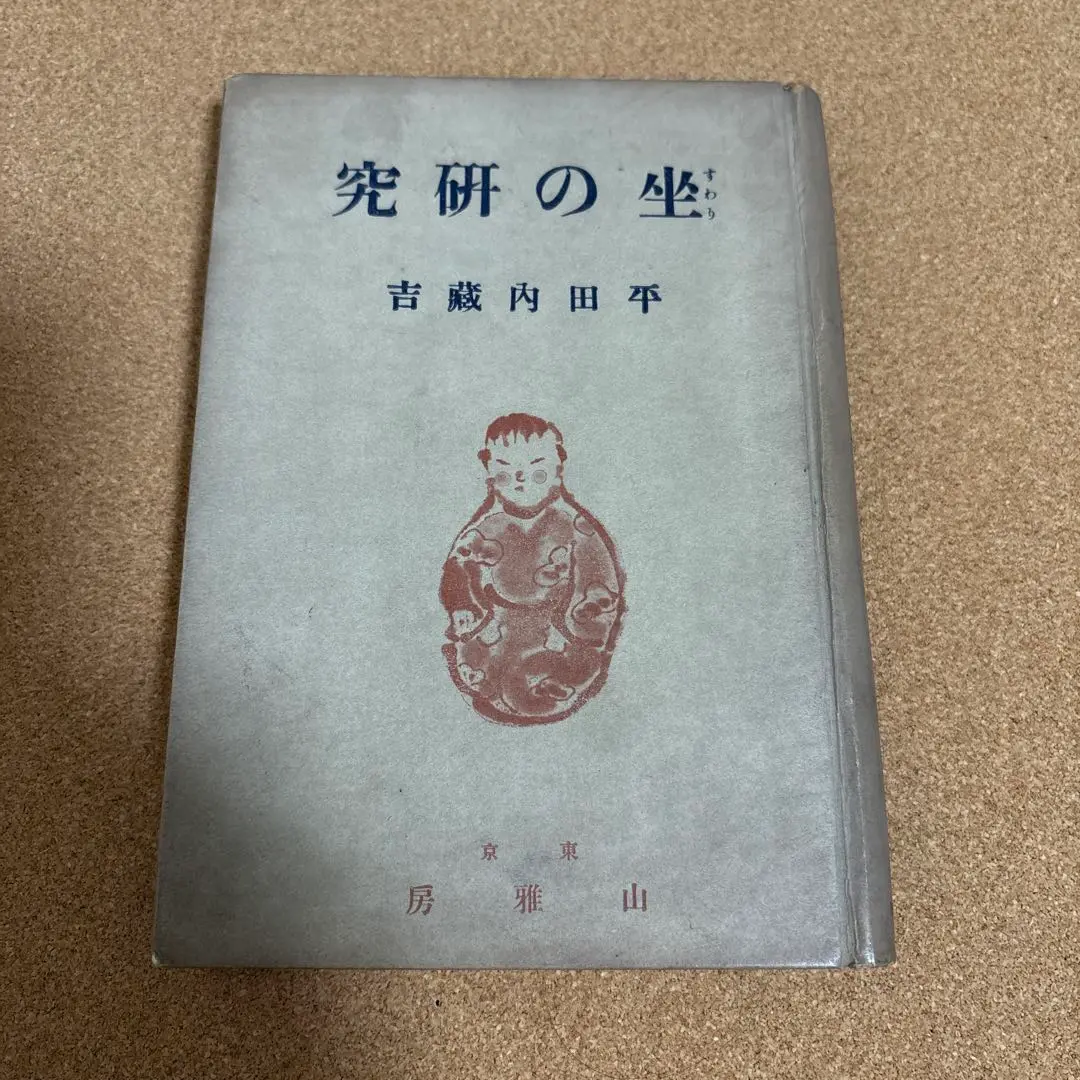 坐の研究
すわり
平田内藏吉
東京
山雅房